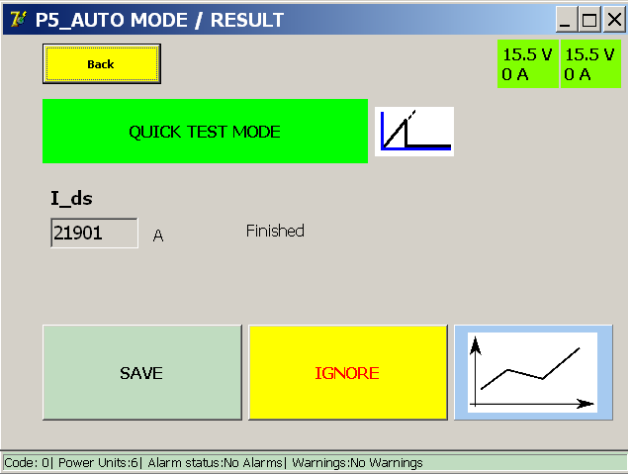 P5_AUTO MODE / RESULT
Back
15.5 V 15.5 V
0 A 0 A
QUICK TEST MODE
I_ds
21901 A Finished
SAVE IGNORE
Code: 0| Power Units:6| Alarm status:No Alarms| Warnings:No Warnings